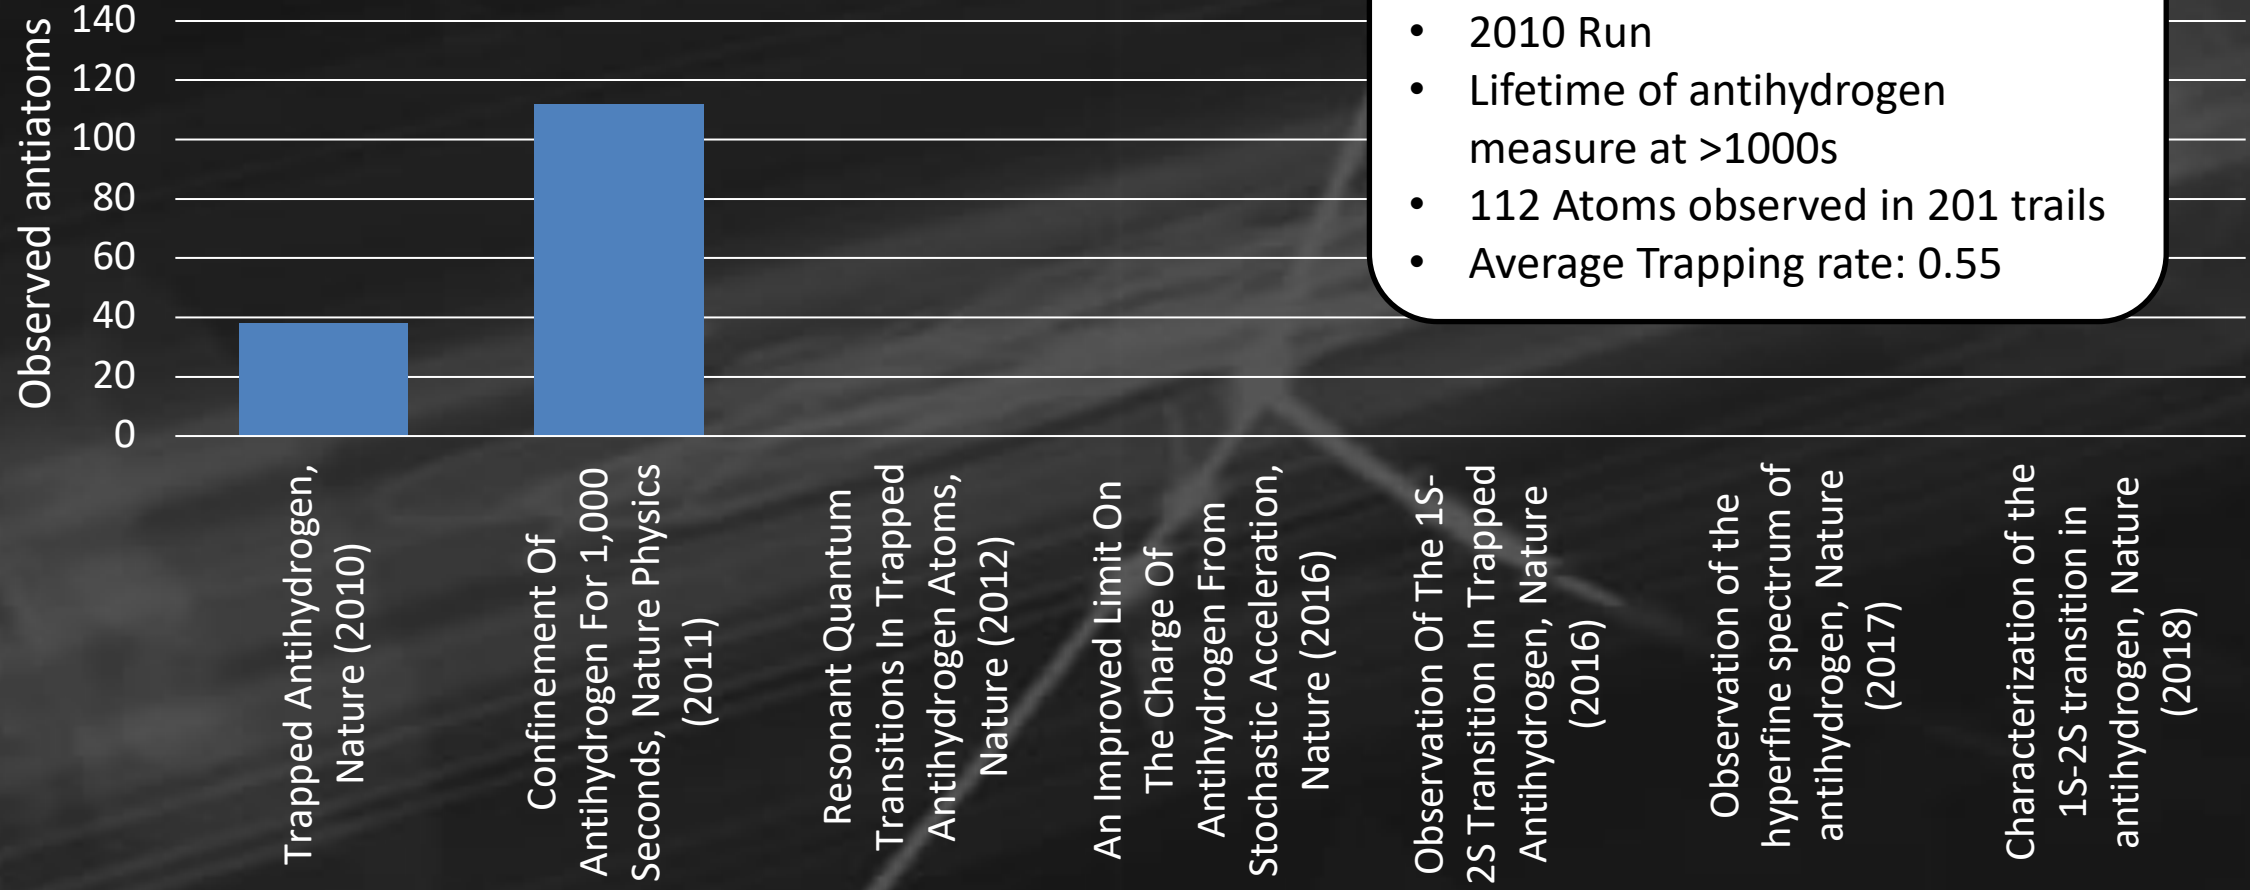 Observed antiatoms
140
120
100
80
60
40
20
0
• 2010 Run
• Lifetime of antihydrogen
measure at >1000s
• 112 Atoms observed in 201 trails
• Average Trapping rate: 0.55
Trapped Antihydrogen,
Nature (2010)
Confinement Of
Antihydrogen For 1,000
Seconds, Nature Physics
(2011)
Resonant Quantum
Transitions In Trapped
Antihydrogen Atoms,
Nature (2012)
An Improved Limit On
The Charge Of
Antihydrogen From
Stochastic Acceleration,
Nature (2016)
Observation Of The 1S-
2S Transition In Trapped
Antihydrogen, Nature
(2016)
Observation of the
hyperfine spectrum of
antihydrogen, Nature
(2017)
Characterization of the
1S-2S transition in
antihydrogen, Nature
(2018)